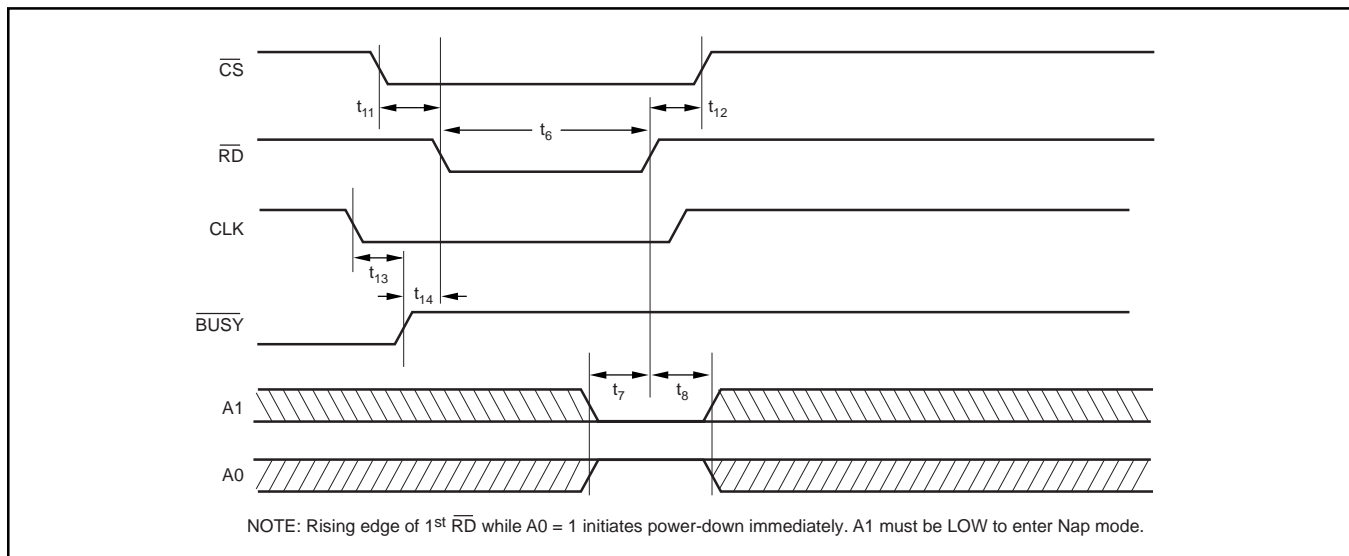 CS
t11
t12
t6
RD
CLK
t13
t14
BUSY
t7
t8
A1
A0
NOTE: Rising edge of 1st RD while A0 = 1 initiates power-down immediately. A1 must be LOW to enter Nap mode.